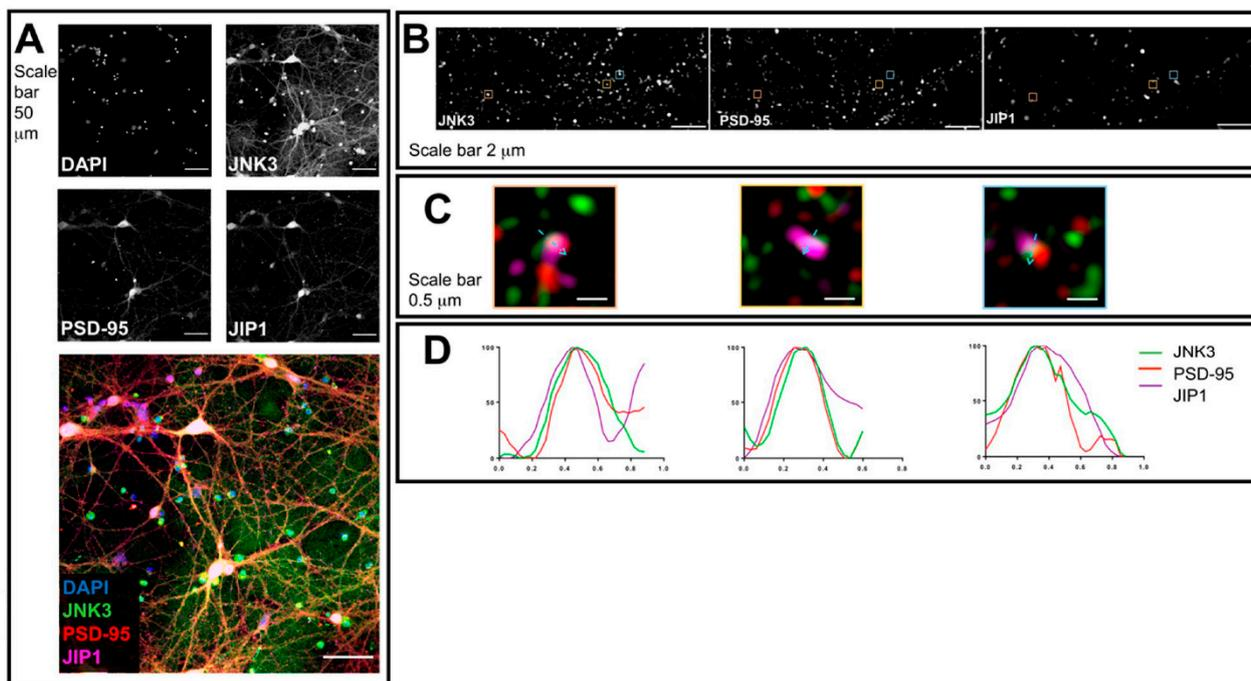 A
Scale
bar
50
μm
DAPI
JNK3
PSD-95
JIP1
DAPI
JNK3
PSD-95
JIP1
B
JNK3
PSD-95
JIP1
Scale bar 2 μm
C
Scale bar
0.5 μm
D
100
50
0
0.0 0.2 0.4 0.6 0.8 1.0
100
50
0
0.0 0.2 0.4 0.6 0.8
100
50
0
0.0 0.2 0.4 0.6 0.8 1.0
JNK3
PSD-95
JIP1